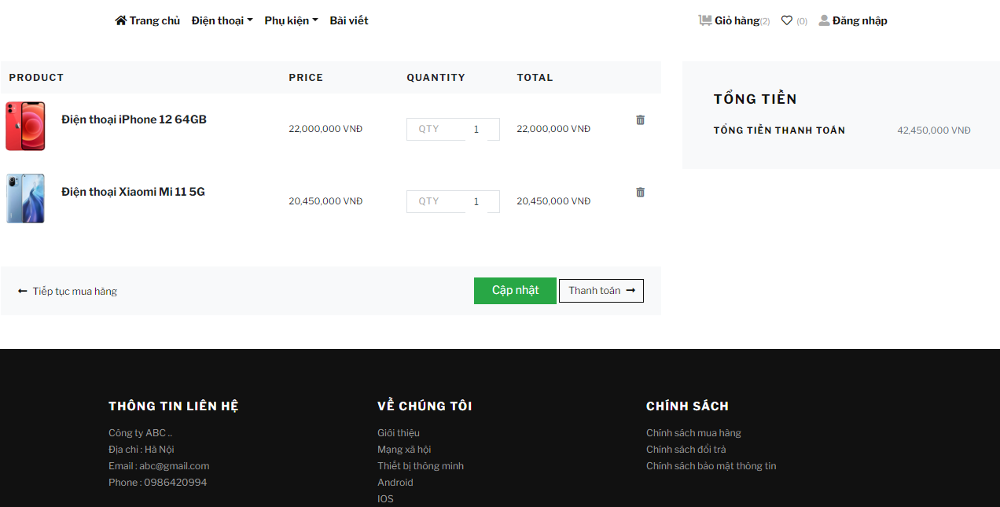 Trang chủ Điện thoại Phụ kiện Bài viết Giỏ hàng(2) (0) Đăng nhập
PRODUCT PRICE QUANTITY TOTAL
Điện thoại iPhone 12 64GB 22,000,000 VNĐ QTY 1 22,000,000 VNĐ
Điện thoại Xiaomi Mi 11 5G 20,450,000 VNĐ QTY 1 20,450,000 VNĐ
Tiếp tục mua hàng Cập nhật Thanh toán
TỔNG TIỀN
TỔNG TIỀN THANH TOÁN 42,450,000 VNĐ
THÔNG TIN LIÊN HỆ
Công ty ABC ..
Địa chỉ : Hà Nội
Email : abc@gmail.com
Phone : 0986420994
VỀ CHÚNG TÔI
Giới thiệu
Mạng xã hội
Thiết bị thông minh
Android
IOS
CHÍNH SÁCH
Chính sách mua hàng
Chính sách đổi trả
Chính sách bảo mật thông tin